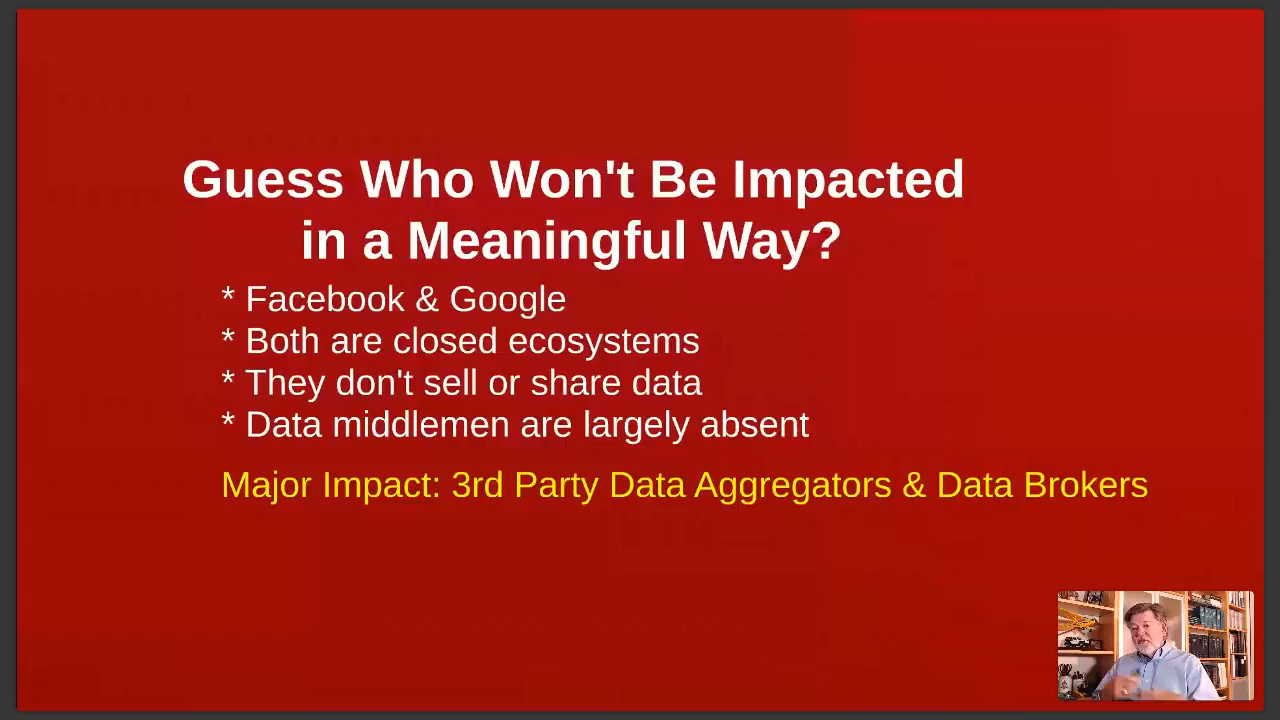 Guess Who Won't Be Impacted
in a Meaningful Way?
* Facebook & Google
* Both are closed ecosystems
* They don't sell or share data
* Data middlemen are largely absent
Major Impact: 3rd Party Data Aggregators & Data Brokers